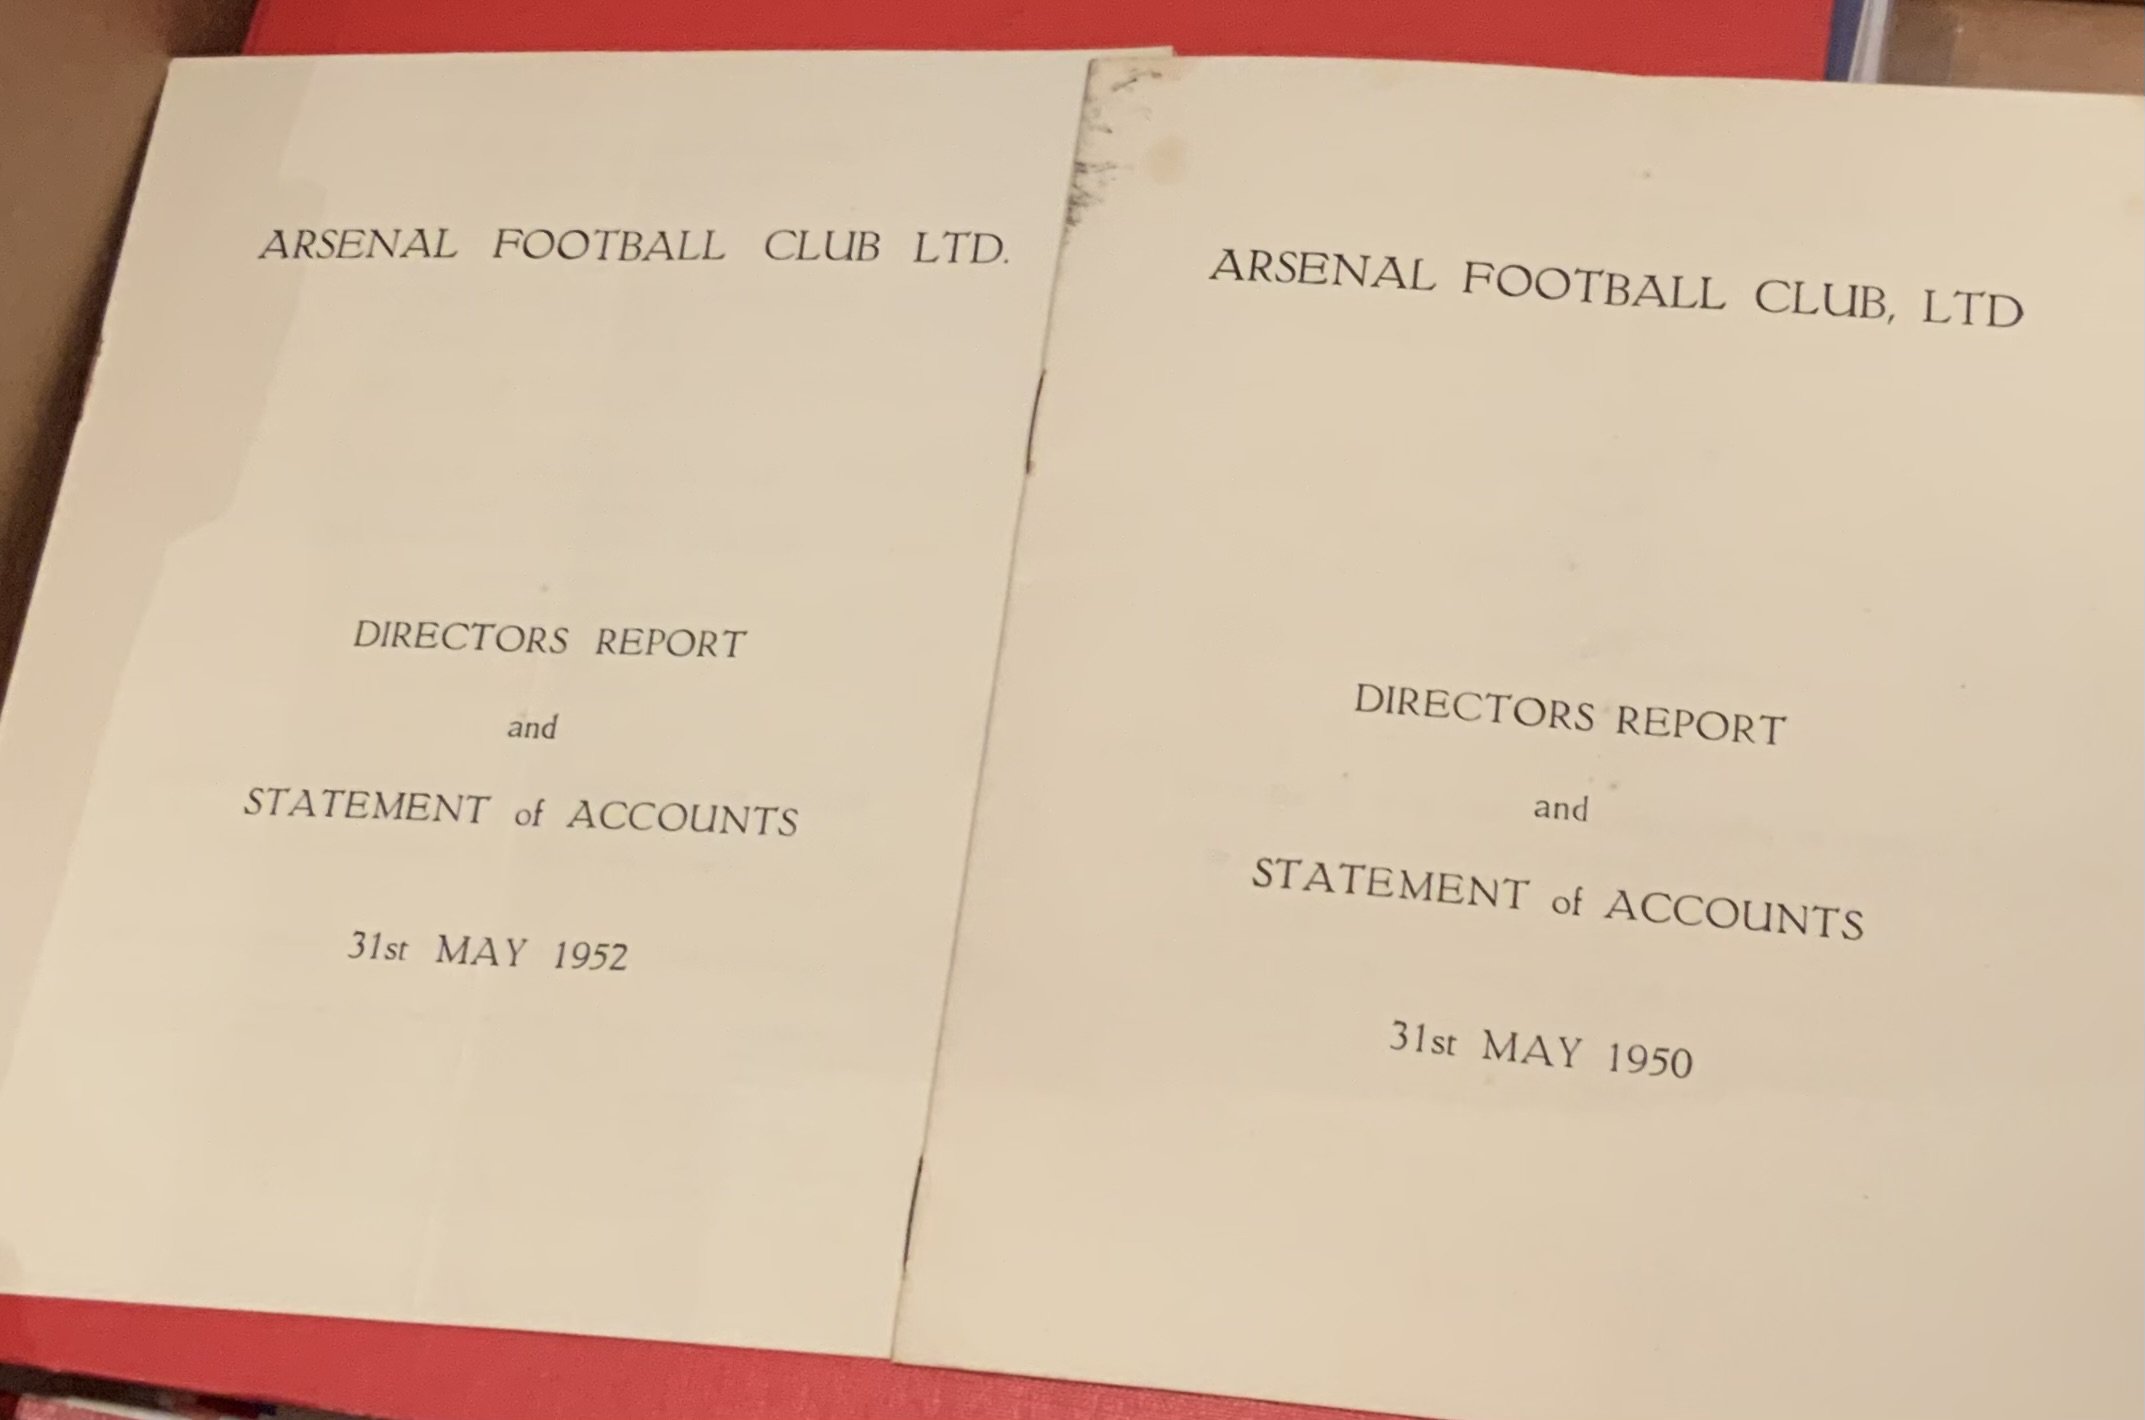 ARSENAL FOOTBALL CLUB LTD.
DIRECTORS REPORT
and
STATEMENT of ACCOUNTS
31st MAY 1952
ARSENAL FOOTBALL CLUB, LTD
DIRECTORS REPORT
and
STATEMENT of ACCOUNTS
31st MAY 1950